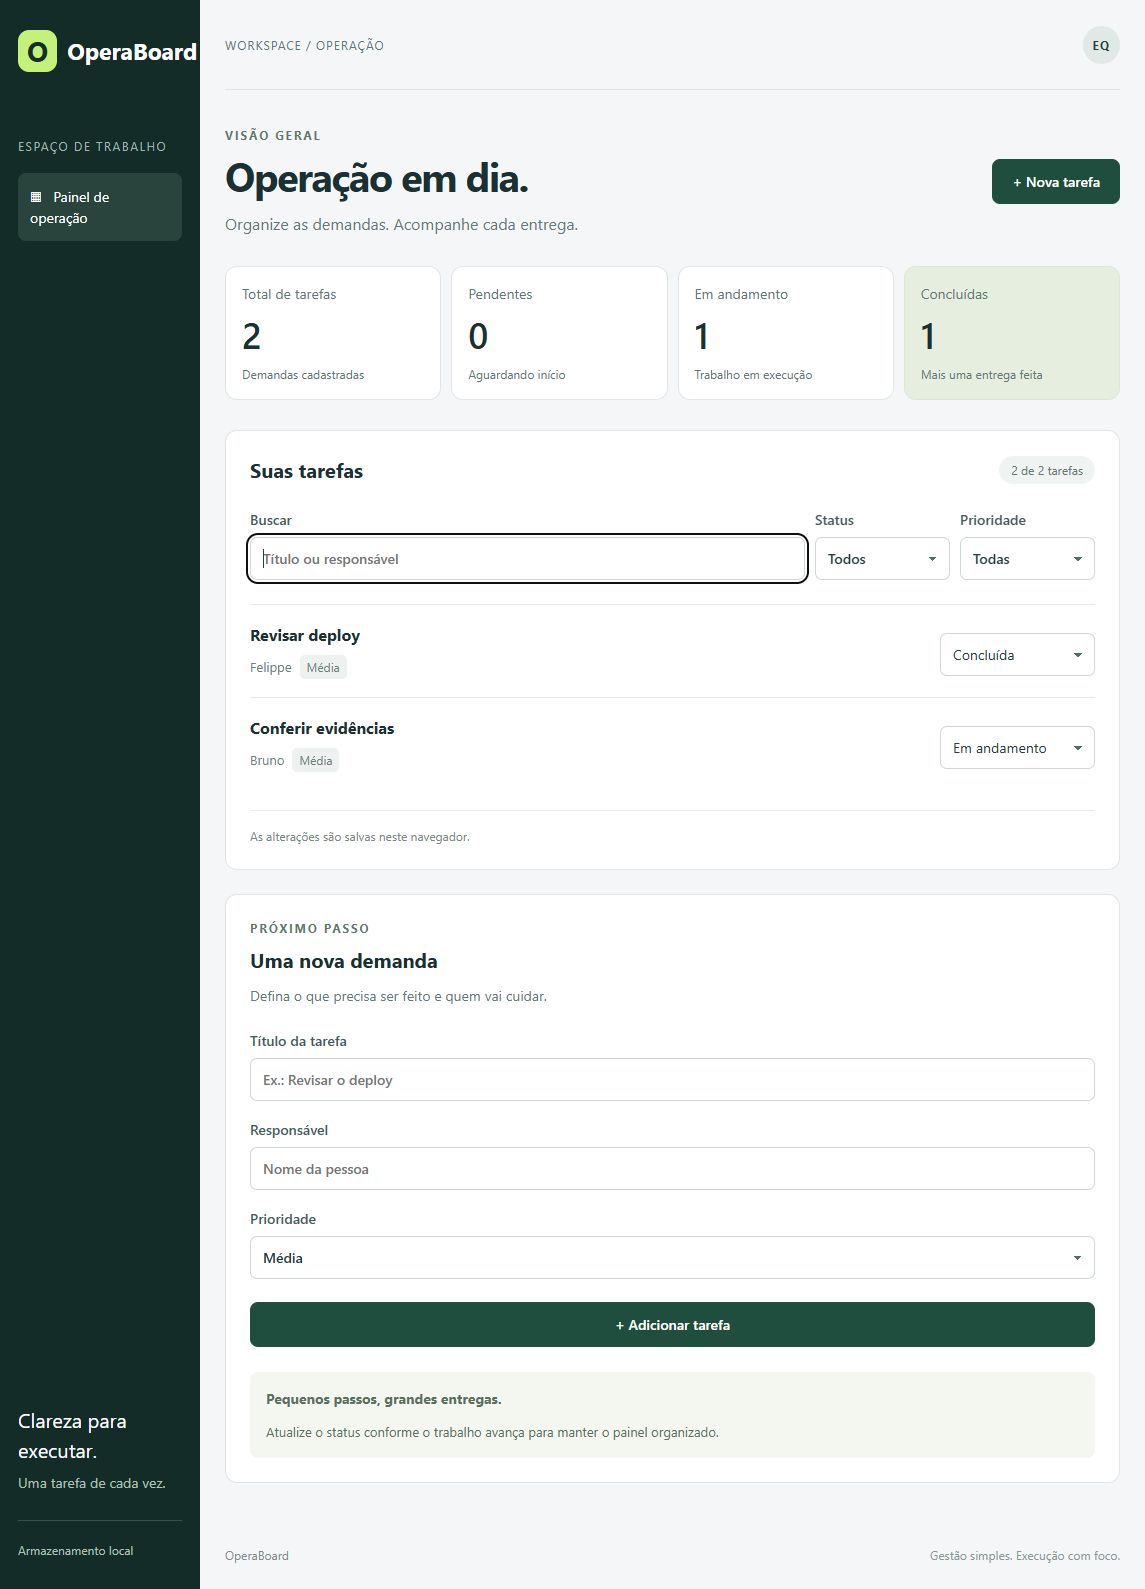 O OperaBoard
ESPAÇO DE TRABALHO
Painel de
operação
Clareza para
executar.
Uma tarefa de cada vez.
Armazenamento local
WORKSPACE / OPERAÇÃO
EQ
VISÃO GERAL
Operação em dia.
Organize as demandas. Acompanhe cada entrega.
+ Nova tarefa
Total de tarefas
2
Demandas cadastradas
Pendentes
0
Aguardando início
Em andamento
1
Trabalho em execução
Concluídas
1
Mais uma entrega feita
Suas tarefas
2 de 2 tarefas
Buscar
Título ou responsável
Status
Todos
Prioridade
Todas
Revisar deploy
Felippe Média
Concluída
Conferir evidências
Bruno Média
Em andamento
As alterações são salvas neste navegador.
PRÓXIMO PASSO
Uma nova demanda
Defina o que precisa ser feito e quem vai cuidar.
Título da tarefa
Ex.: Revisar o deploy
Responsável
Nome da pessoa
Prioridade
Média
+ Adicionar tarefa
Pequenos passos, grandes entregas.
Atualize o status conforme o trabalho avança para manter o painel organizado.
OperaBoard
Gestão simples. Execução com foco.